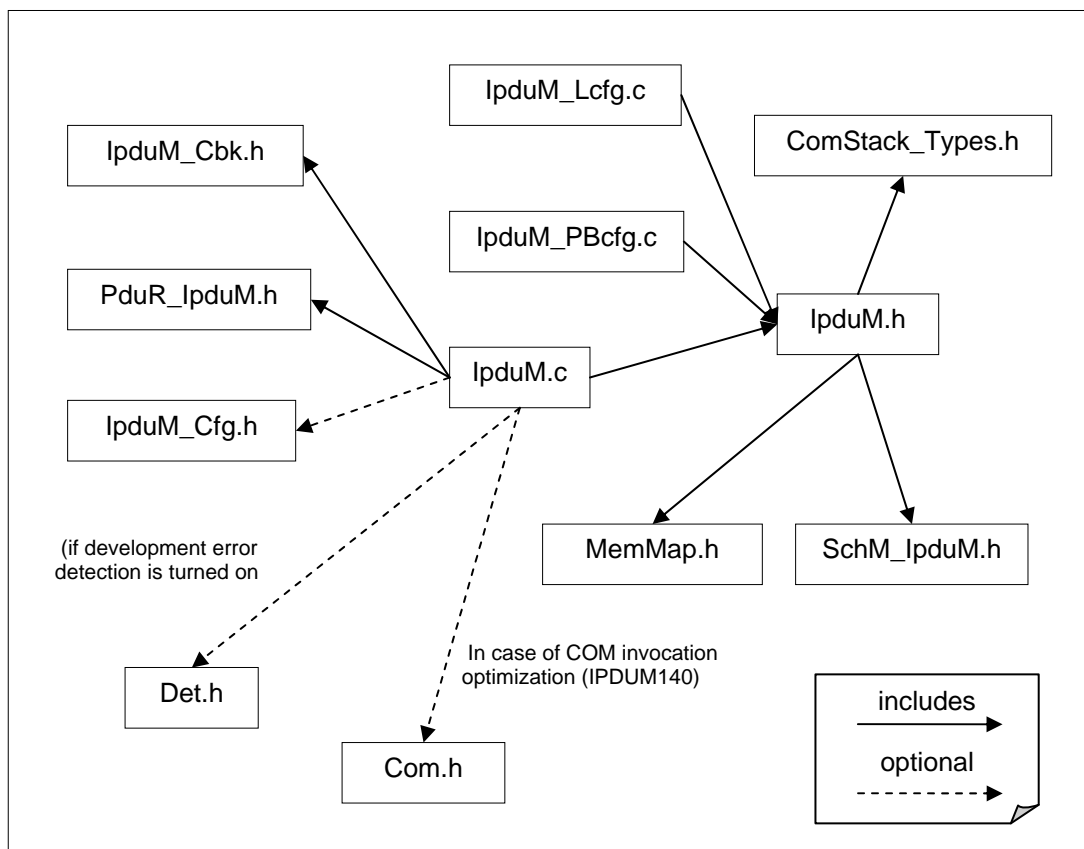 IpduM_Lcfg.c
IpduM_Cbk.h
ComStack_Types.h
IpduM_PBcfg.c
PduR_IpduM.h
IpduM.h
IpduM.c
IpduM_Cfg.h
(if development error
detection is turned on
MemMap.h
SchM_IpduM.h
In case of COM invocation
optimization (IPDUM140)
Det.h
Com.h
includes
optional